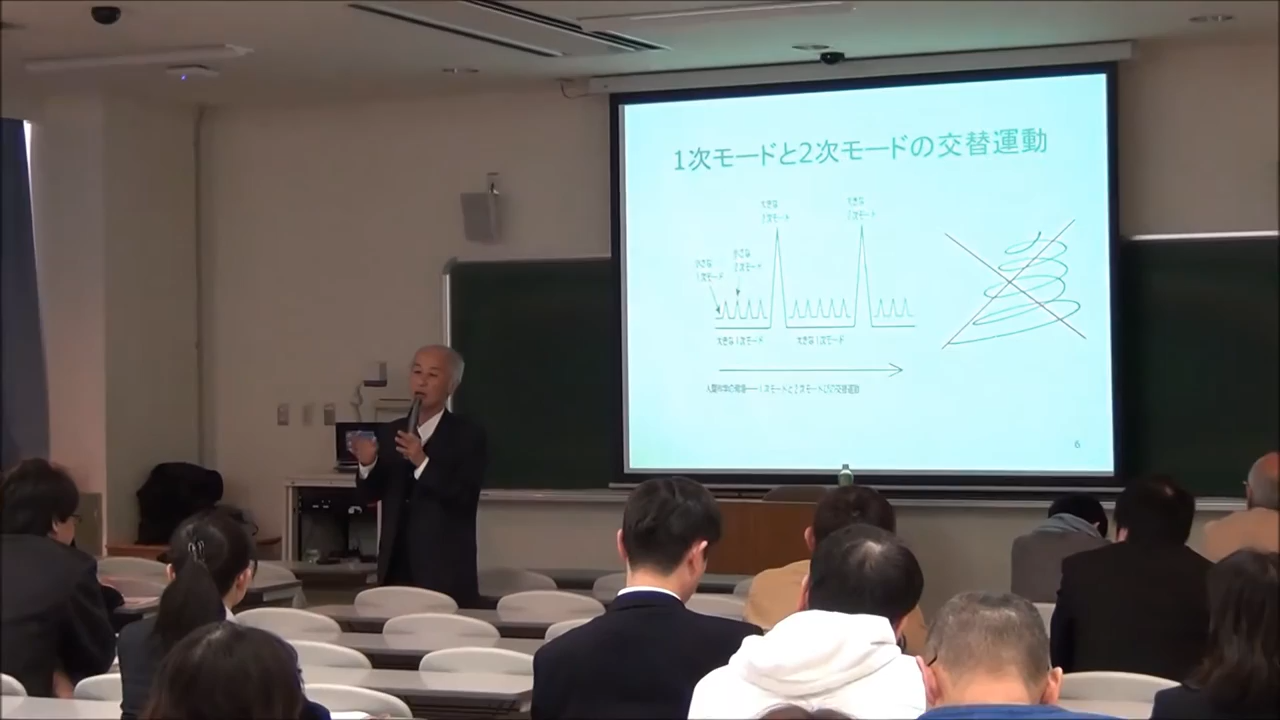 1次モードと2次モードの交替運動
大きな
2次モード
大きな
2次モード
小さな
1次モード
小さな
2次モード
大きな1次モード
大きな1次モード
人間科学の現場──1次モードと2次モードの交替運動
6